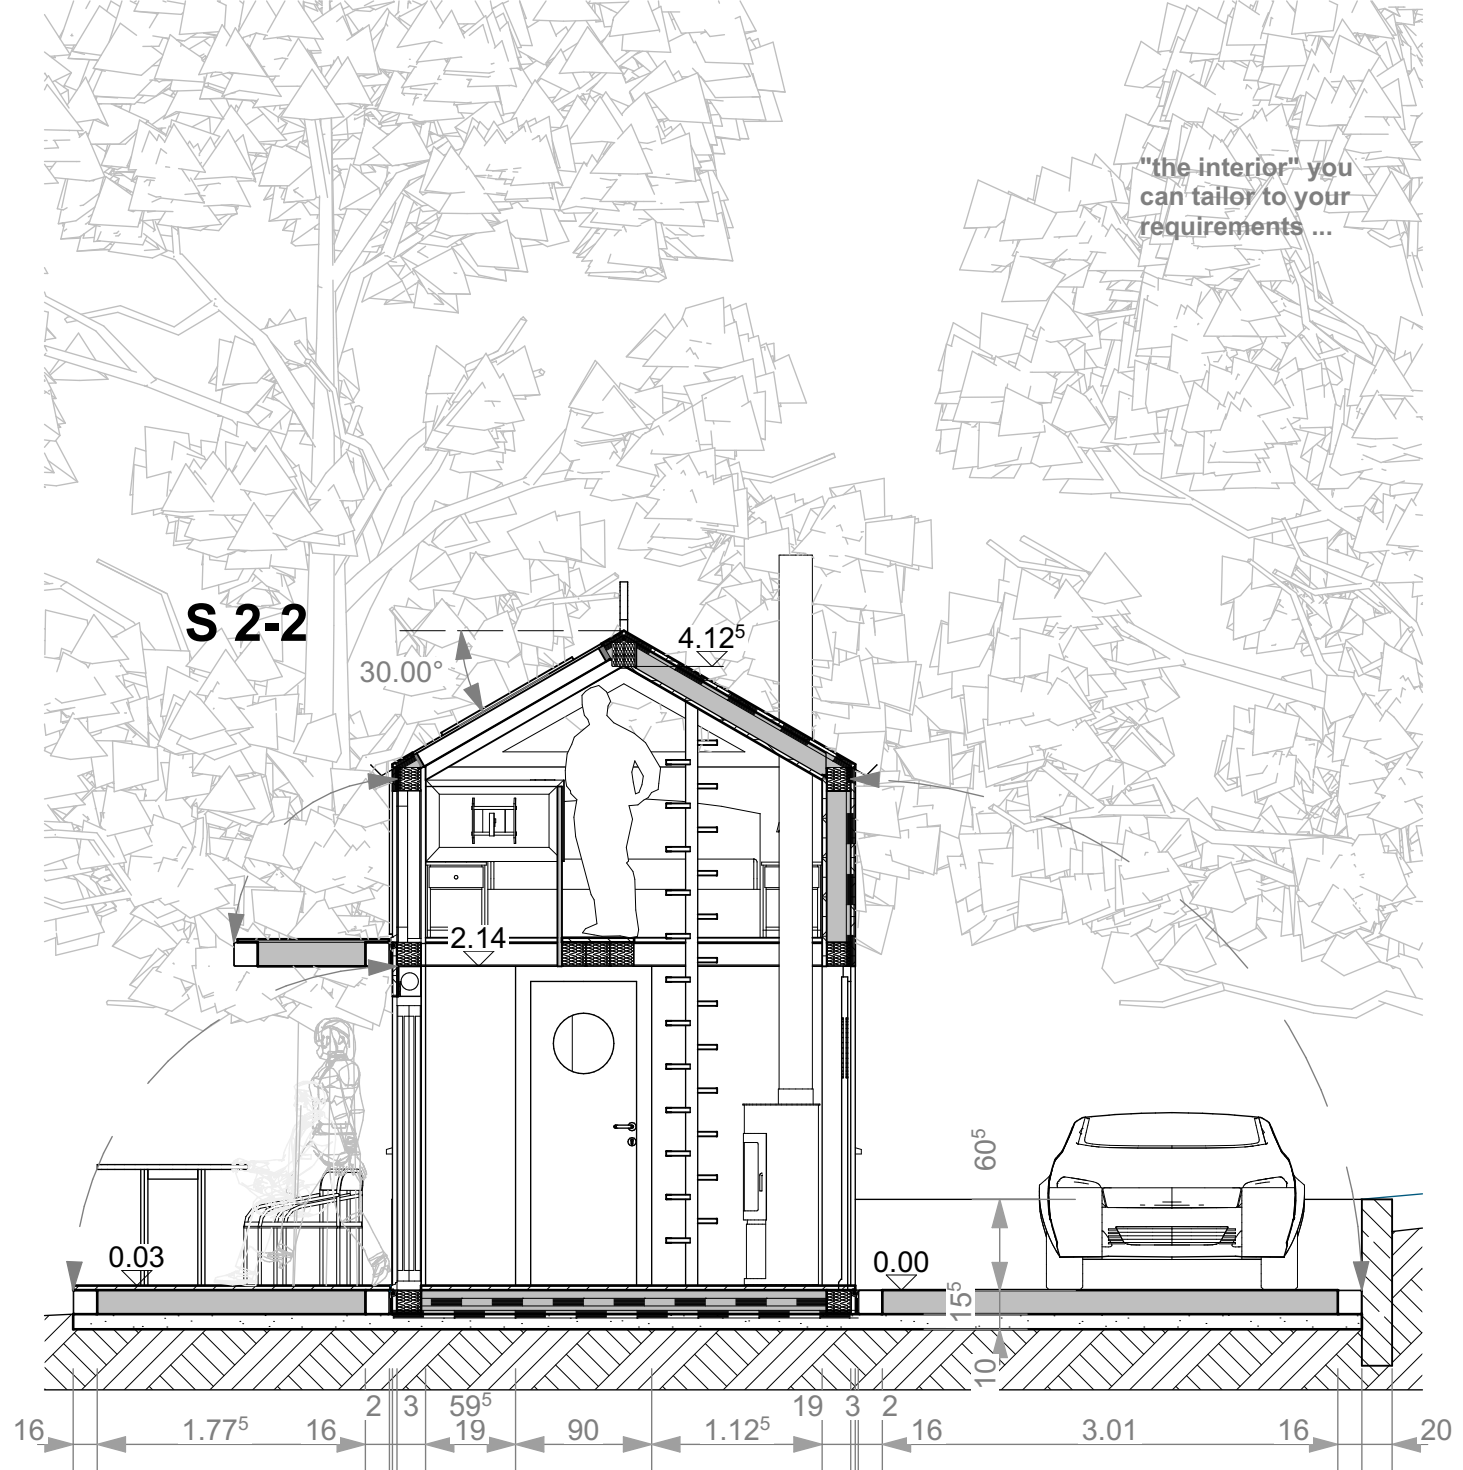 "the interior" you
can tailor to your
requirements ...
S 2-2
4.12⁵
30.00°
2.14
60⁵
0.03
0.00
15⁵
10
2 3 59⁵ 19 3 2
16 1.77⁵ 16 19 90 1.12⁵ 16 3.01 16 20